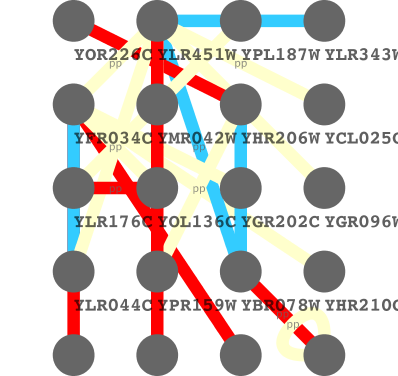 YOR226C YLR451W YPL187W YLR343W
pp pp
YPR034C YMR042W YHR206W YCL025C
pp pp
YLR176C YOL136C YGR202C YGR096W
pp pp
YLR044C YPR159W YBR078W YHR210C
pp